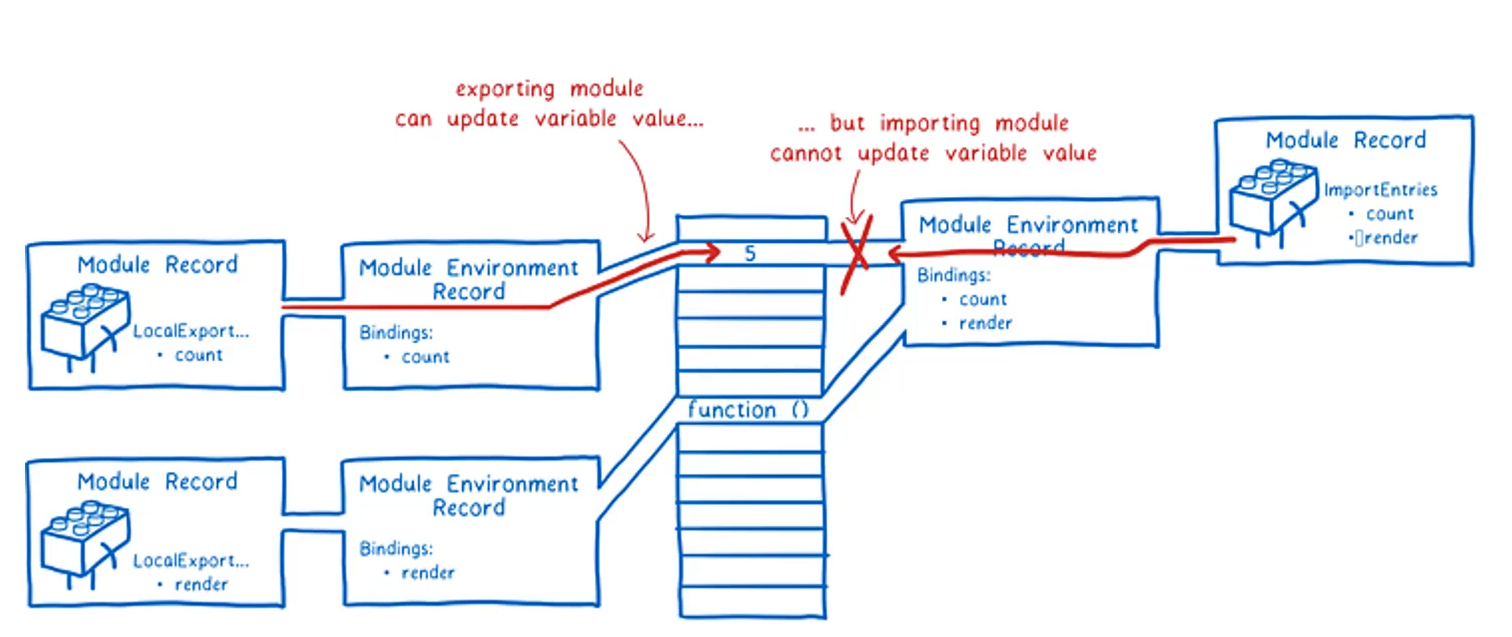 exporting module
can update variable value...
... but importing module
cannot update variable value
Module Record
ImportEntries
• count
•▯render
Module Environment
Record
Bindings:
• count
• render
5
function ()
Module Record
LocalExport...
• count
Module Environment
Record
Bindings:
• count
Module Record
LocalExport...
• render
Module Environment
Record
Bindings:
• render